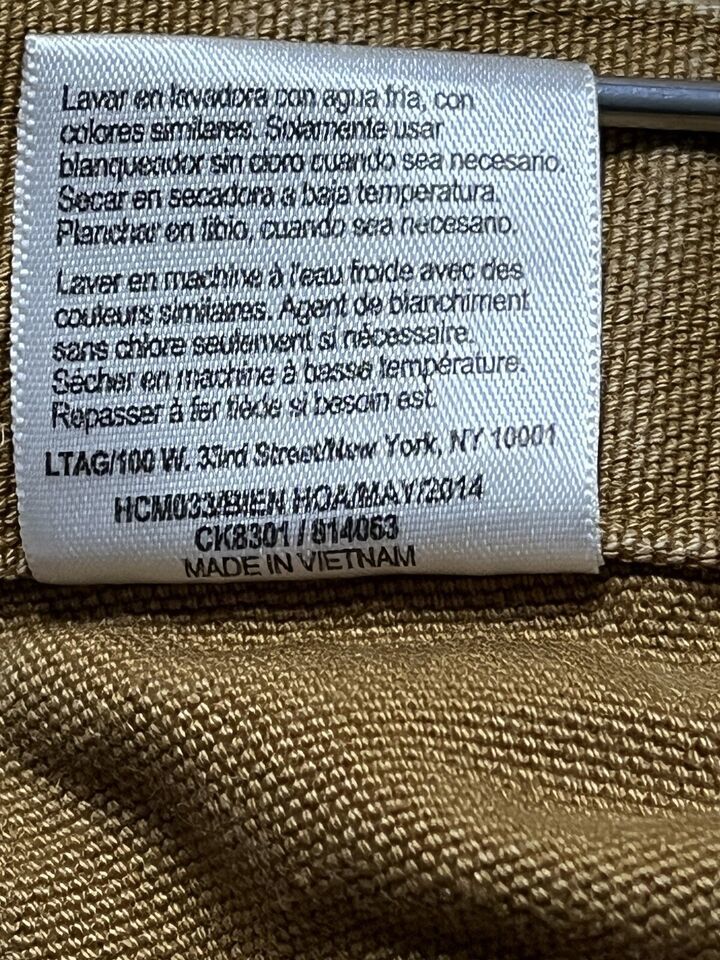 Lavar en lavadora con agua fría, con
colores similares. Solamente usar
blanqueador sin cloro cuando sea necesario.
Secar en secadora a baja temperatura.
Planchar en tibio, cuando sea necesario.
Laver en machine à l'eau froide avec des
couleurs similaires. Agent de blanchiment
sans chlore seulement si nécessaire.
Sécher en machine à basse température.
Repasser à fer tiède si besoin est.
LTAG/100 W. 33rd Street/New York, NY 10001
HCM033/BIEN HOA/MAY/2014
CK8301 / 814053
MADE IN VIETNAM